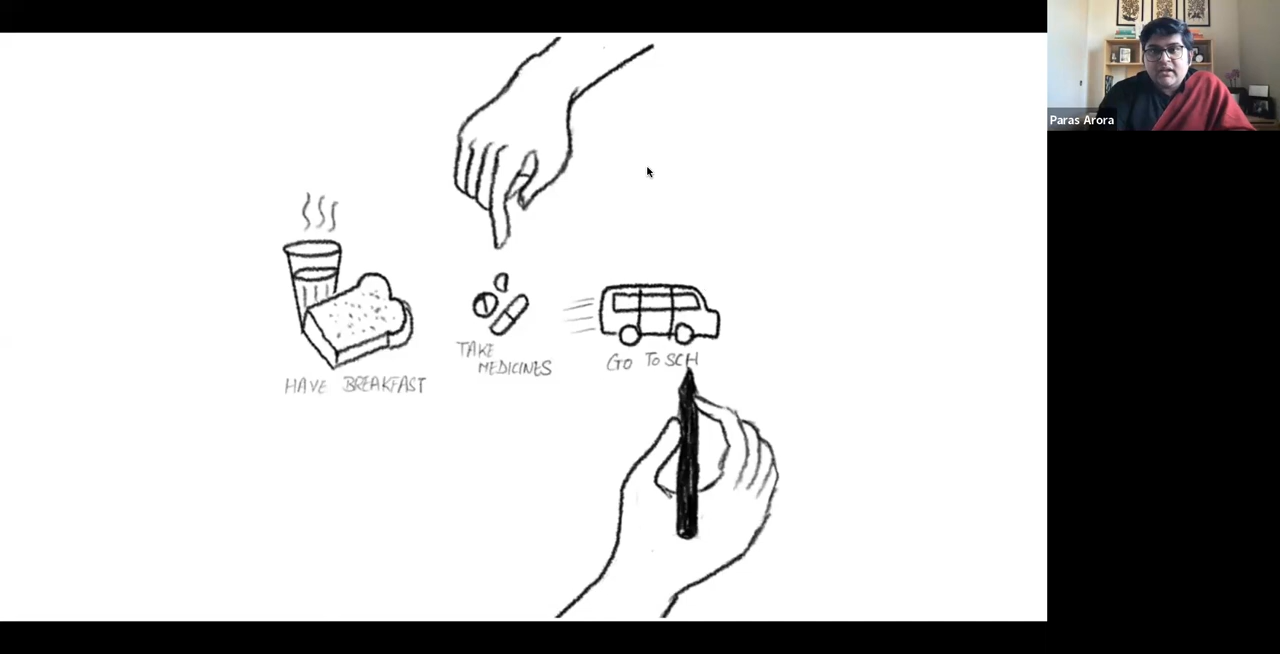 Paras Arora
HAVE BREAKFAST
TAKE
MEDICINES
GO TO SCH